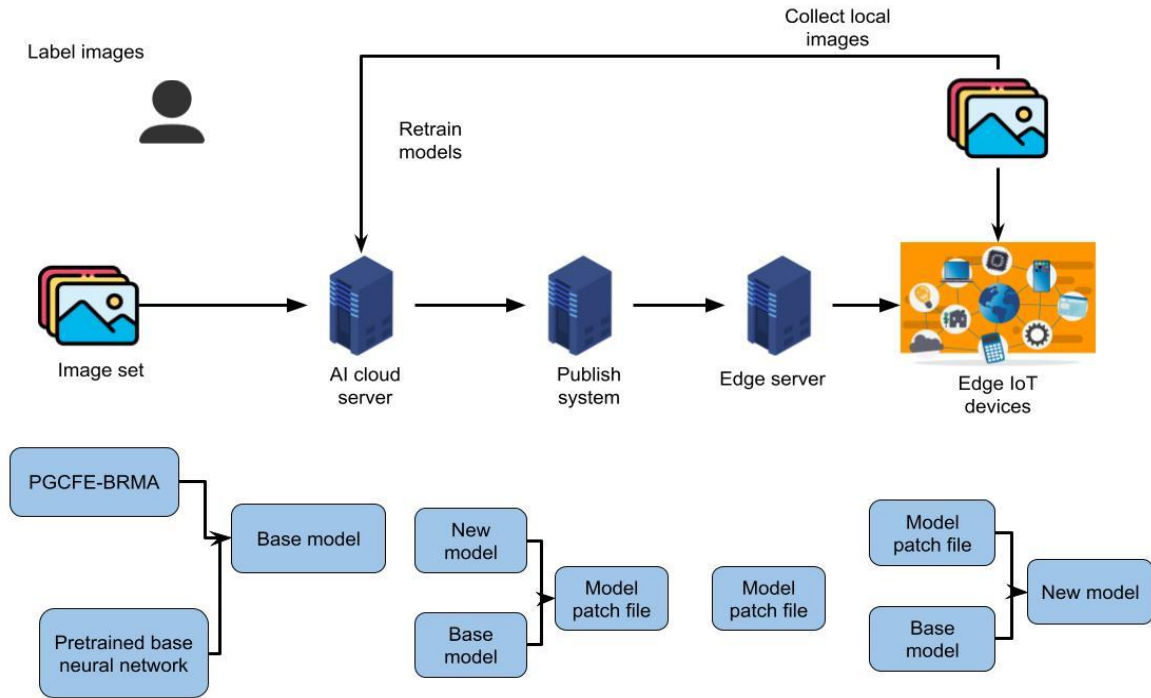 Collect local
images
Label images
Retrain
models
Image set
AI cloud
server
Publish
system
Edge server
Edge IoT
devices
PGCFE-BRMA
Base model
Pretrained base
neural network
New
model
Base
model
Model
patch file
Model
patch file
Model
patch file
Base
model
New model